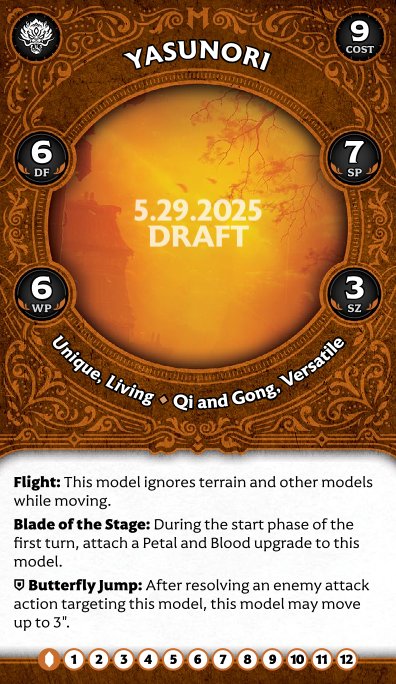 YASUNORI
9
COST
6
DF
7
SP
5.29.2025
DRAFT
6
WP
3
SZ
Unique, Living ⬥ Qi and Gong, Versatile
Flight: This model ignores terrain and other models
while moving.
Blade of the Stage: During the start phase of the
first turn, attach a Petal and Blood upgrade to this
model.
Butterfly Jump: After resolving an enemy attack
action targeting this model, this model may move
up to 3".
1 2 3 4 5 6 7 8 9 10 11 12